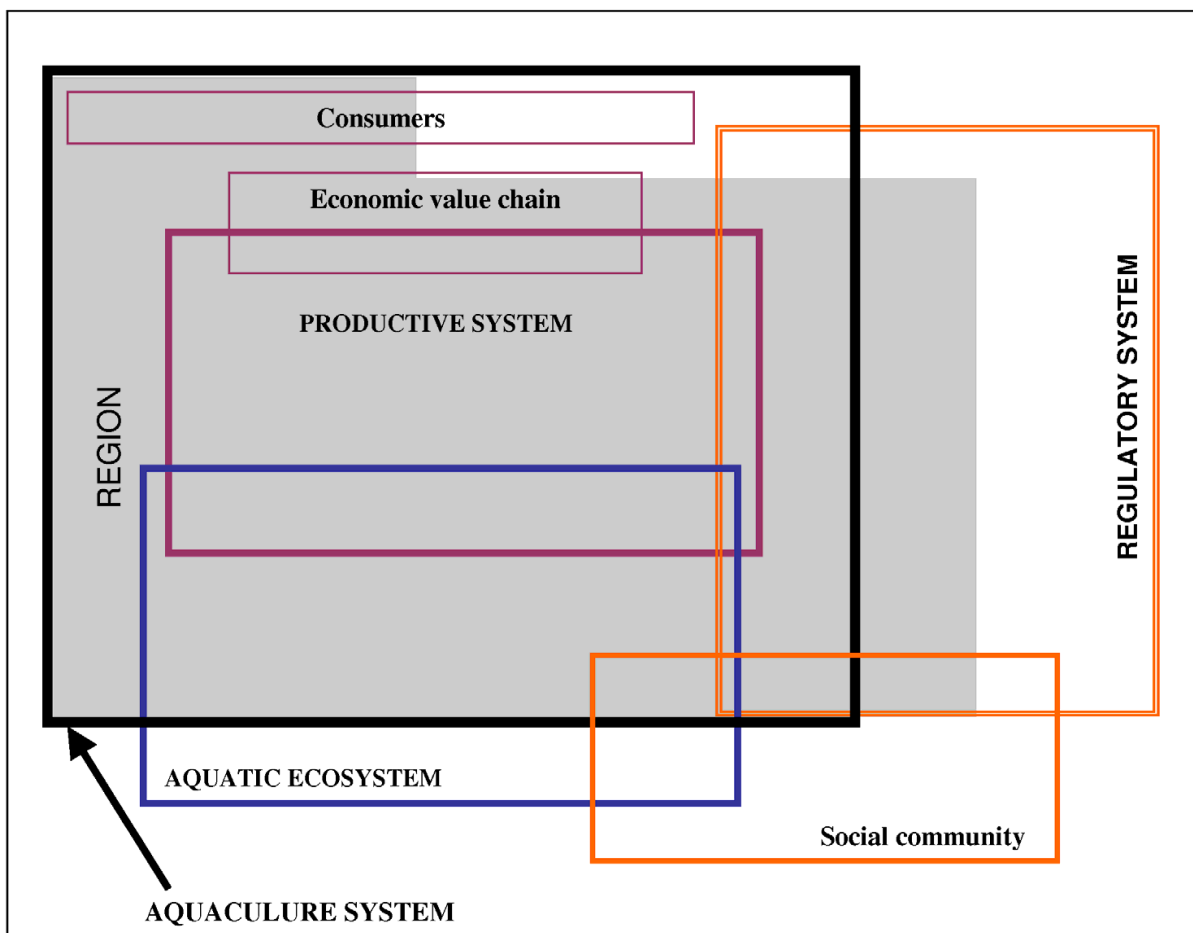 Consumers
Economic value chain
PRODUCTIVE SYSTEM
REGION
REGULATORY SYSTEM
AQUATIC ECOSYSTEM
Social community
AQUACULURE SYSTEM